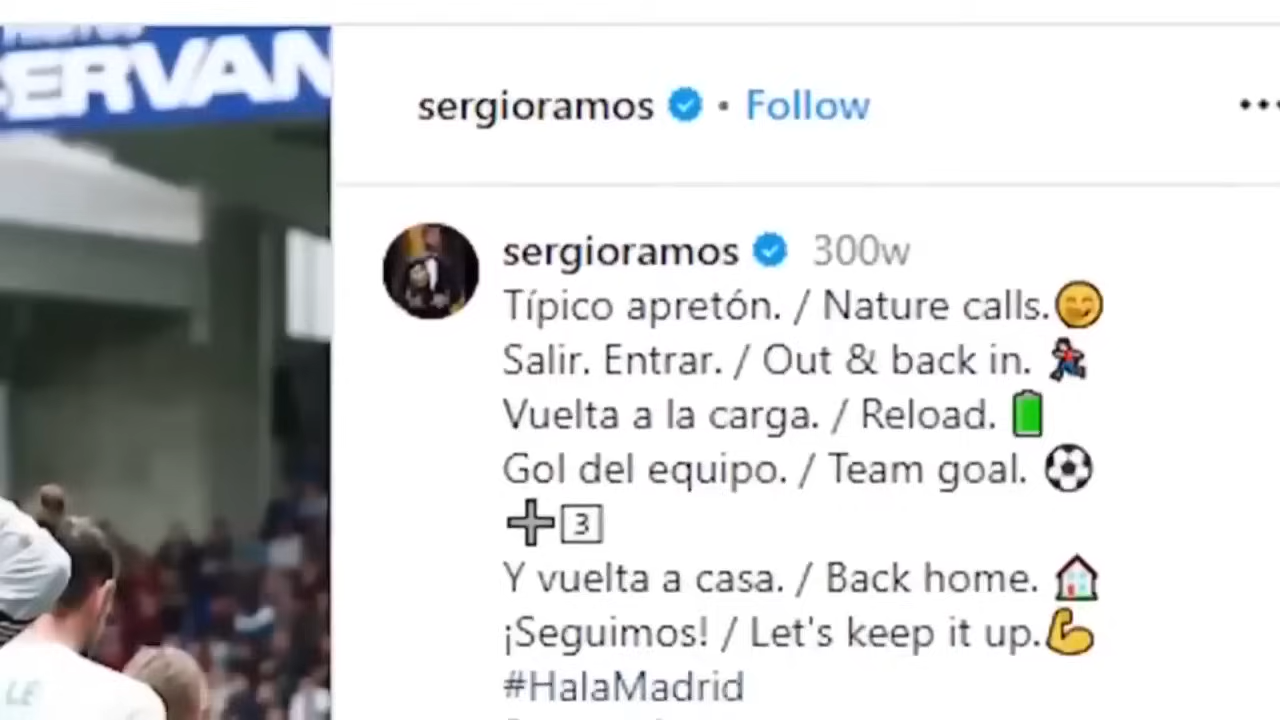 ERVAN
sergioramos • Follow
sergioramos 300w
Típico apretón. / Nature calls.😋
Salir. Entrar. / Out & back in. 🏃
Vuelta a la carga. / Reload. 🔋
Gol del equipo. / Team goal. ⚽
➕3️⃣
Y vuelta a casa. / Back home. 🏠
¡Seguimos! / Let's keep it up.💪
#HalaMadrid
LE